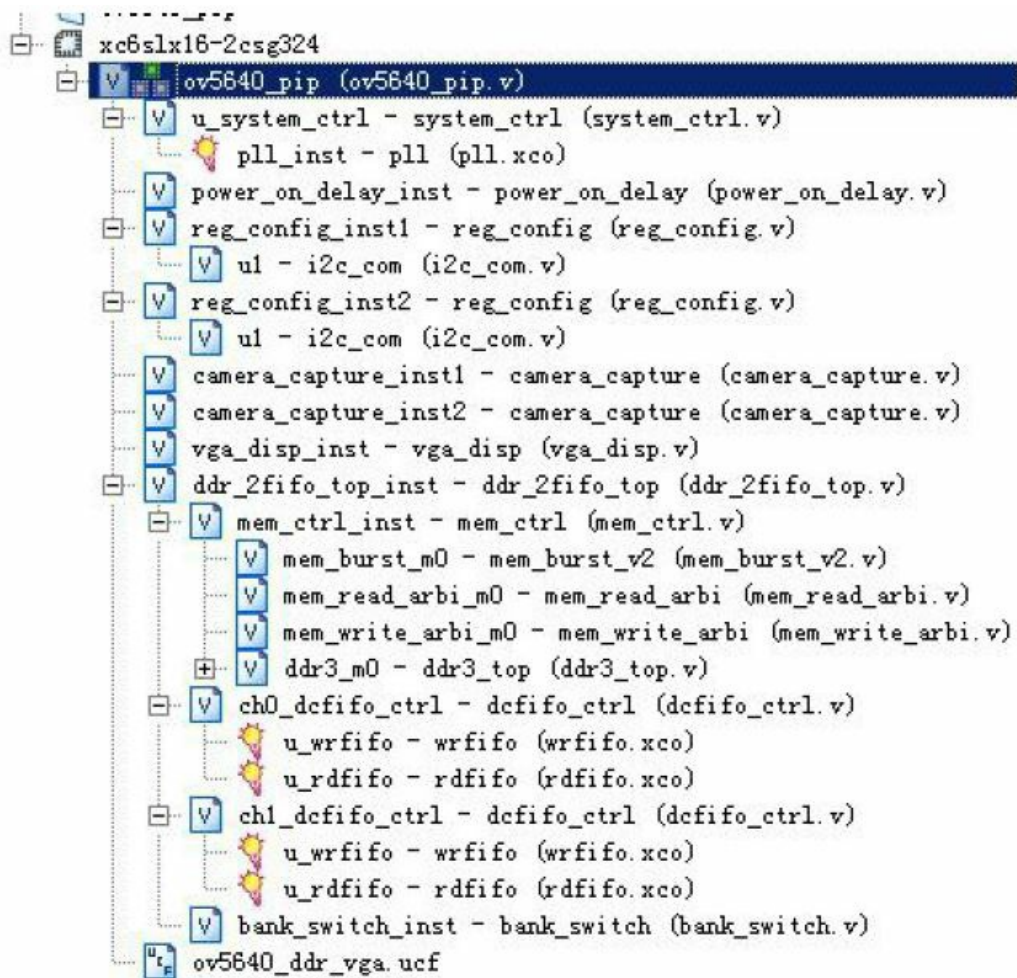 xc6slx16-2csg324
ov5640_pip (ov5640_pip.v)
u_system_ctrl - system_ctrl (system_ctrl.v)
pll_inst - pll (pll.xco)
power_on_delay_inst - power_on_delay (power_on_delay.v)
reg_config_inst1 - reg_config (reg_config.v)
u1 - i2c_com (i2c_com.v)
reg_config_inst2 - reg_config (reg_config.v)
u1 - i2c_com (i2c_com.v)
camera_capture_inst1 - camera_capture (camera_capture.v)
camera_capture_inst2 - camera_capture (camera_capture.v)
vga_disp_inst - vga_disp (vga_disp.v)
ddr_2fifo_top_inst - ddr_2fifo_top (ddr_2fifo_top.v)
mem_ctrl_inst - mem_ctrl (mem_ctrl.v)
mem_burst_m0 - mem_burst_v2 (mem_burst_v2.v)
mem_read_arbi_m0 - mem_read_arbi (mem_read_arbi.v)
mem_write_arbi_m0 - mem_write_arbi (mem_write_arbi.v)
ddr3_m0 - ddr3_top (ddr3_top.v)
ch0_dcfifo_ctrl - dcfifo_ctrl (dcfifo_ctrl.v)
u_wrfifo - wrfifo (wrfifo.xco)
u_rdfifo - rdfifo (rdfifo.xco)
ch1_dcfifo_ctrl - dcfifo_ctrl (dcfifo_ctrl.v)
u_wrfifo - wrfifo (wrfifo.xco)
u_rdfifo - rdfifo (rdfifo.xco)
bank_switch_inst - bank_switch (bank_switch.v)
ov5640_ddr_vga.ucf